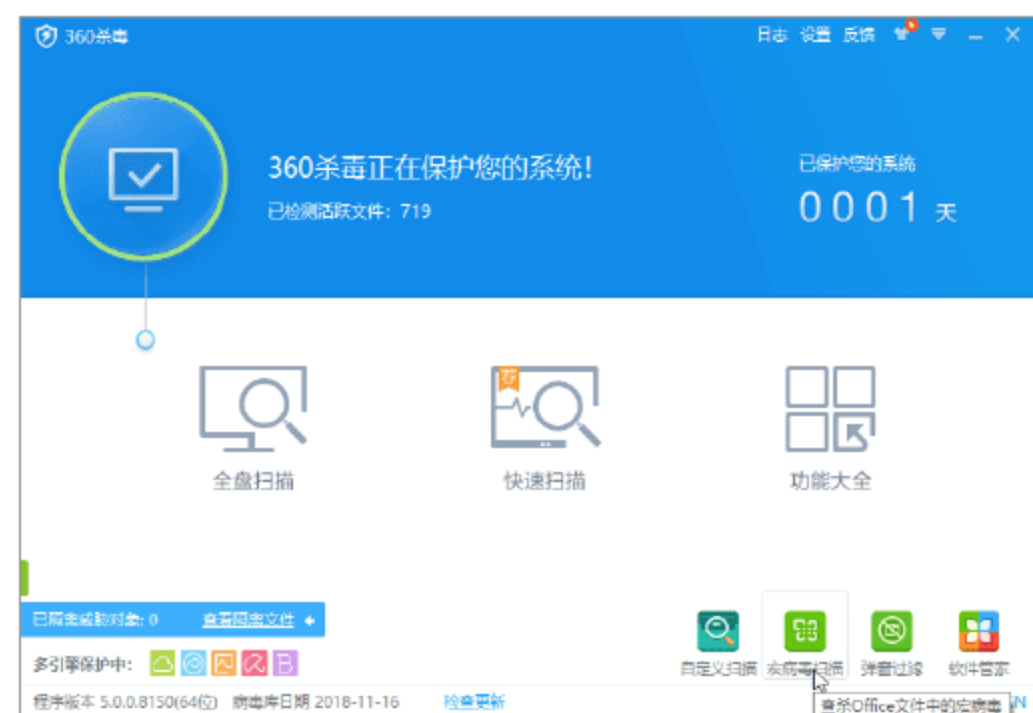 360杀毒
日志 设置 反馈
360杀毒正在保护您的系统!
已检测活跃文件: 719
已保护您的系统
0001 天
荐
全盘扫描
快速扫描
功能大全
已隔离威胁对象: 0 查看隔离文件
多引擎保护中:
自定义扫描 宏病毒扫描 弹窗过滤 软件管家
程序版本 5.0.0.8150(64位) 病毒库日期 2018-11-16 检查更新
查杀Office文件中的宏病毒